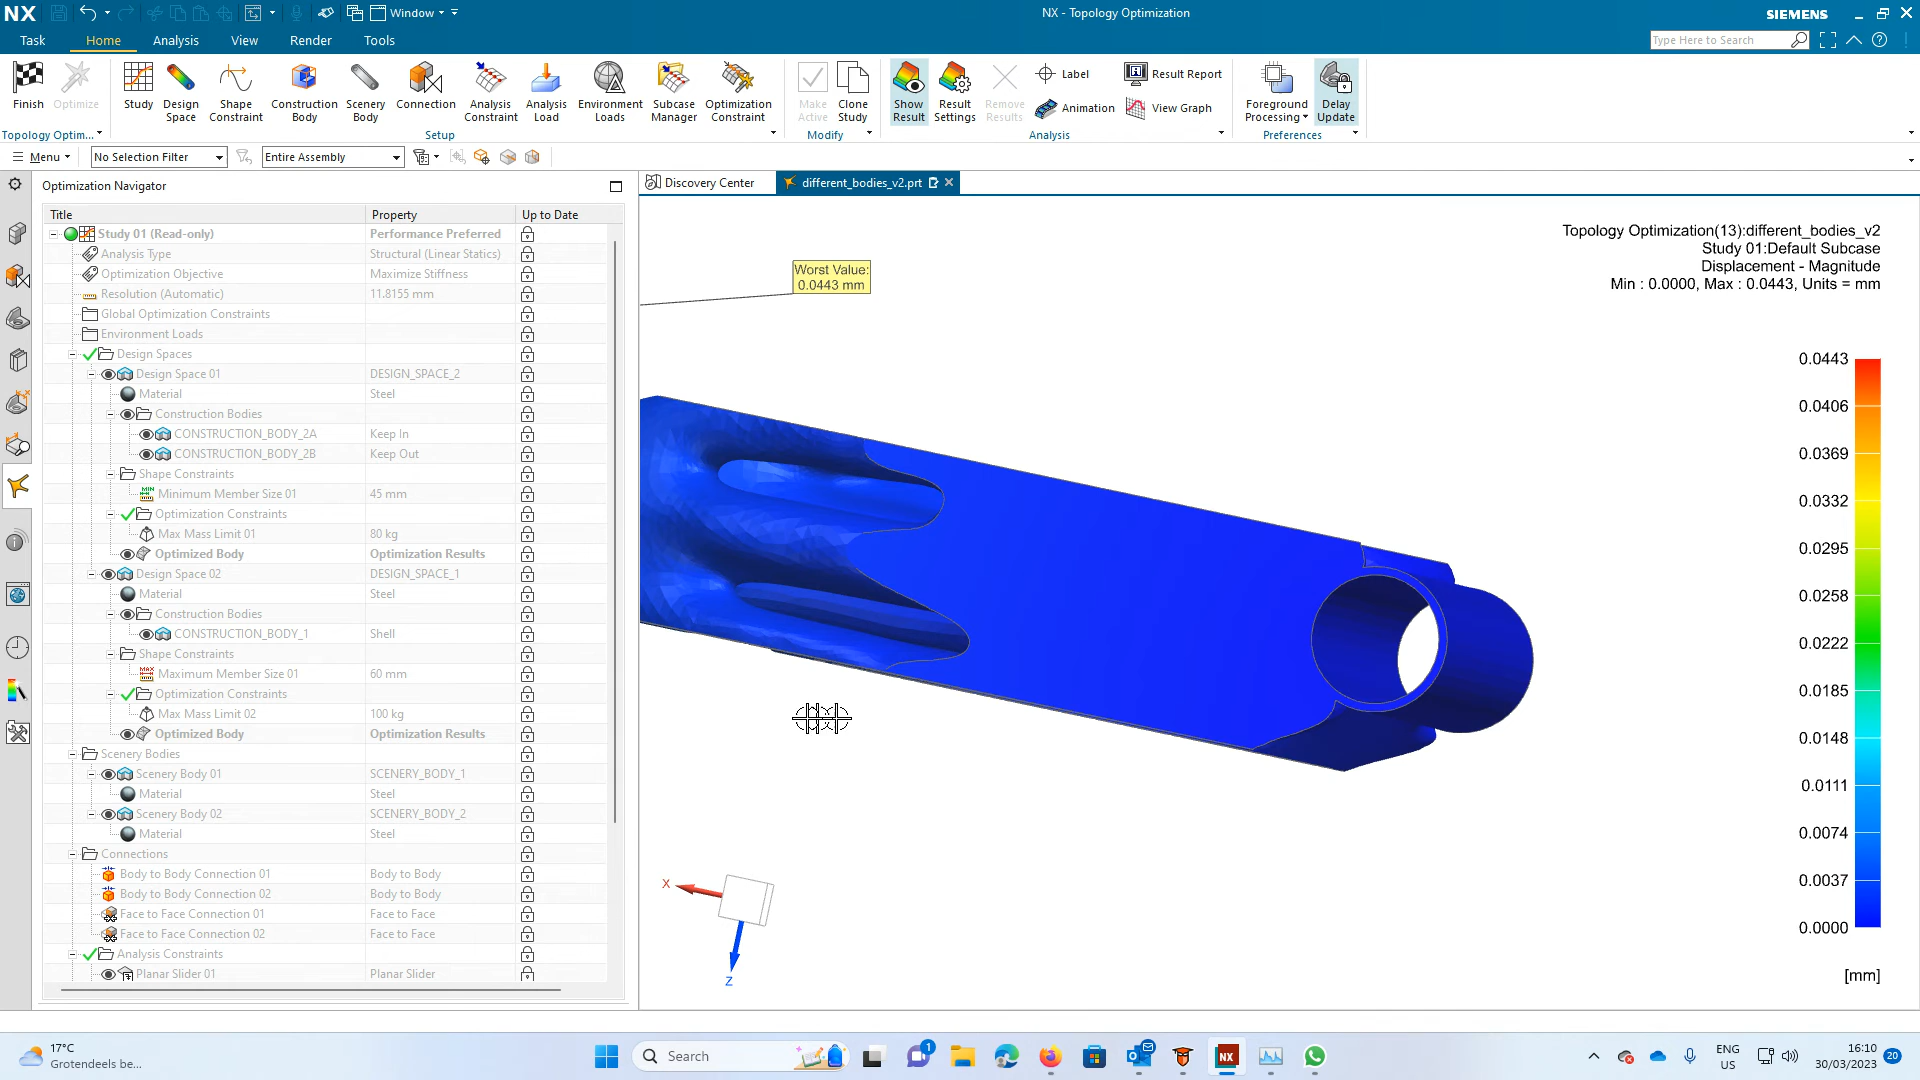 NX
Window
NX - Topology Optimization
SIEMENS
Task
Home
Analysis
View
Render
Tools
Type Here to Search
Finish
Optimize
Topology Optim...
Study
Design Space
Shape Constraint
Construction Body
Scenery Body
Connection
Analysis Constraint
Analysis Load
Environment Loads
Subcase Manager
Optimization Constraint
Setup
Make Active
Clone Study
Modify
Show Result
Result Settings
Remove Results
Label
Animation
Result Report
View Graph
Analysis
Foreground Processing
Delay Update
Preferences
Menu
No Selection Filter
Entire Assembly
Optimization Navigator
Discovery Center
different_bodies_v2.prt
Title Property Up to Date
Study 01 (Read-only) Performance Preferred
Analysis Type Structural (Linear Statics)
Optimization Objective Maximize Stiffness
Resolution (Automatic) 11.8155 mm
Global Optimization Constraints
Environment Loads
Design Spaces
Design Space 01 DESIGN_SPACE_2
Material Steel
Construction Bodies
CONSTRUCTION_BODY_2A Keep In
CONSTRUCTION_BODY_2B Keep Out
Shape Constraints
MIN Minimum Member Size 01 45 mm
Optimization Constraints
Max Mass Limit 01 80 kg
Optimized Body Optimization Results
Design Space 02 DESIGN_SPACE_1
Material Steel
Construction Bodies
CONSTRUCTION_BODY_1 Shell
Shape Constraints
MAX Maximum Member Size 01 60 mm
Optimization Constraints
Max Mass Limit 02 100 kg
Optimized Body Optimization Results
Scenery Bodies
Scenery Body 01 SCENERY_BODY_1
Material Steel
Scenery Body 02 SCENERY_BODY_2
Material Steel
Connections
Body to Body Connection 01 Body to Body
Body to Body Connection 02 Body to Body
Face to Face Connection 01 Face to Face
Face to Face Connection 02 Face to Face
Analysis Constraints
Planar Slider 01 Planar Slider
Worst Value:
0.0443 mm
Topology Optimization(13):different_bodies_v2
Study 01:Default Subcase
Displacement - Magnitude
Min : 0.0000, Max : 0.0443, Units = mm
0.0443
0.0406
0.0369
0.0332
0.0295
0.0258
0.0222
0.0185
0.0148
0.0111
0.0074
0.0037
0.0000
[mm]
X
Z
17°C
Grotendeels be...
Search
1
NX
ENG
US
16:10
30/03/2023
20